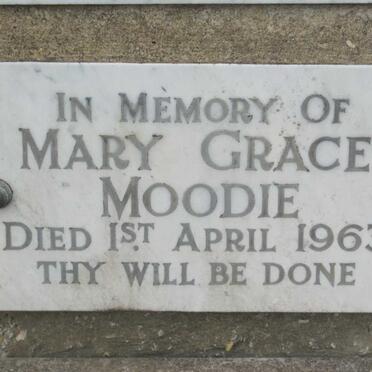 IN MEMORY OF
MARY GRACE
MOODIE
DIED 1ST APRIL 1963
THY WILL BE DONE